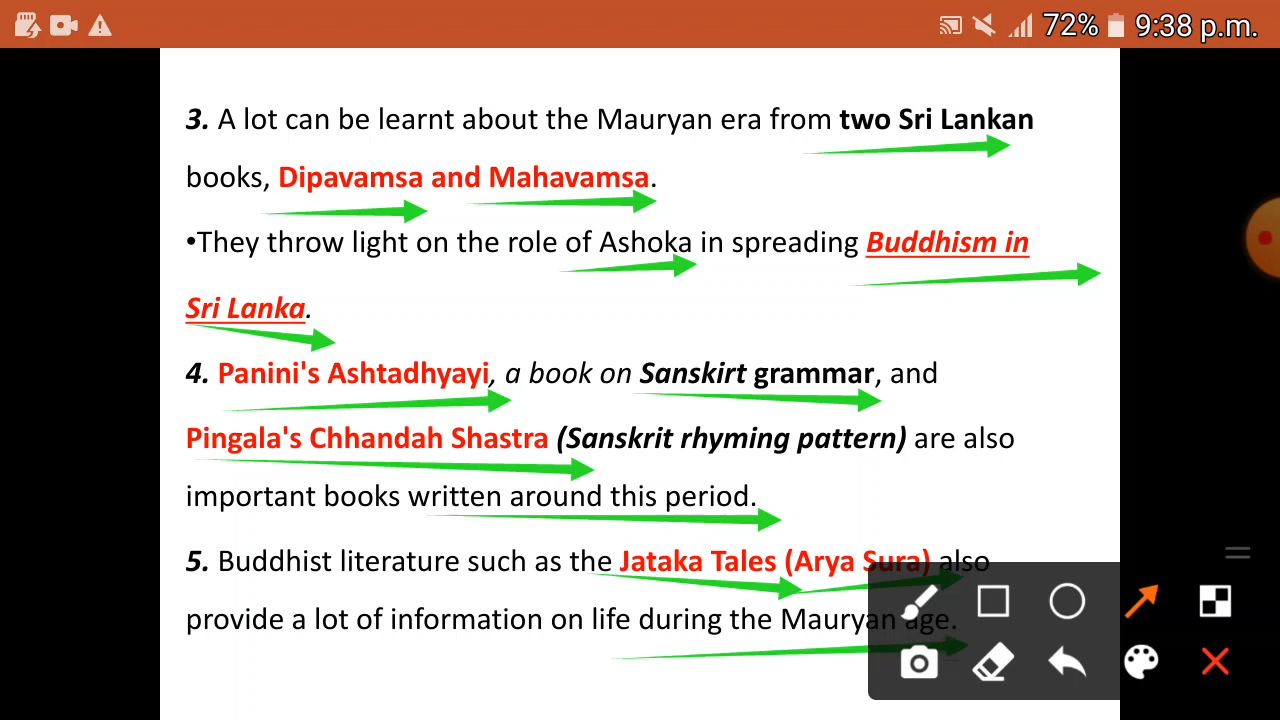 72% 9:38 p.m.
3. A lot can be learnt about the Mauryan era from two Sri Lankan
books, Dipavamsa and Mahavamsa.
•They throw light on the role of Ashoka in spreading Buddhism in
Sri Lanka.
4. Panini's Ashtadhyayi, a book on Sanskirt grammar, and
Pingala's Chhandah Shastra (Sanskrit rhyming pattern) are also
important books written around this period.
5. Buddhist literature such as the Jataka Tales (Arya Sura) also
provide a lot of information on life during the Mauryan age.